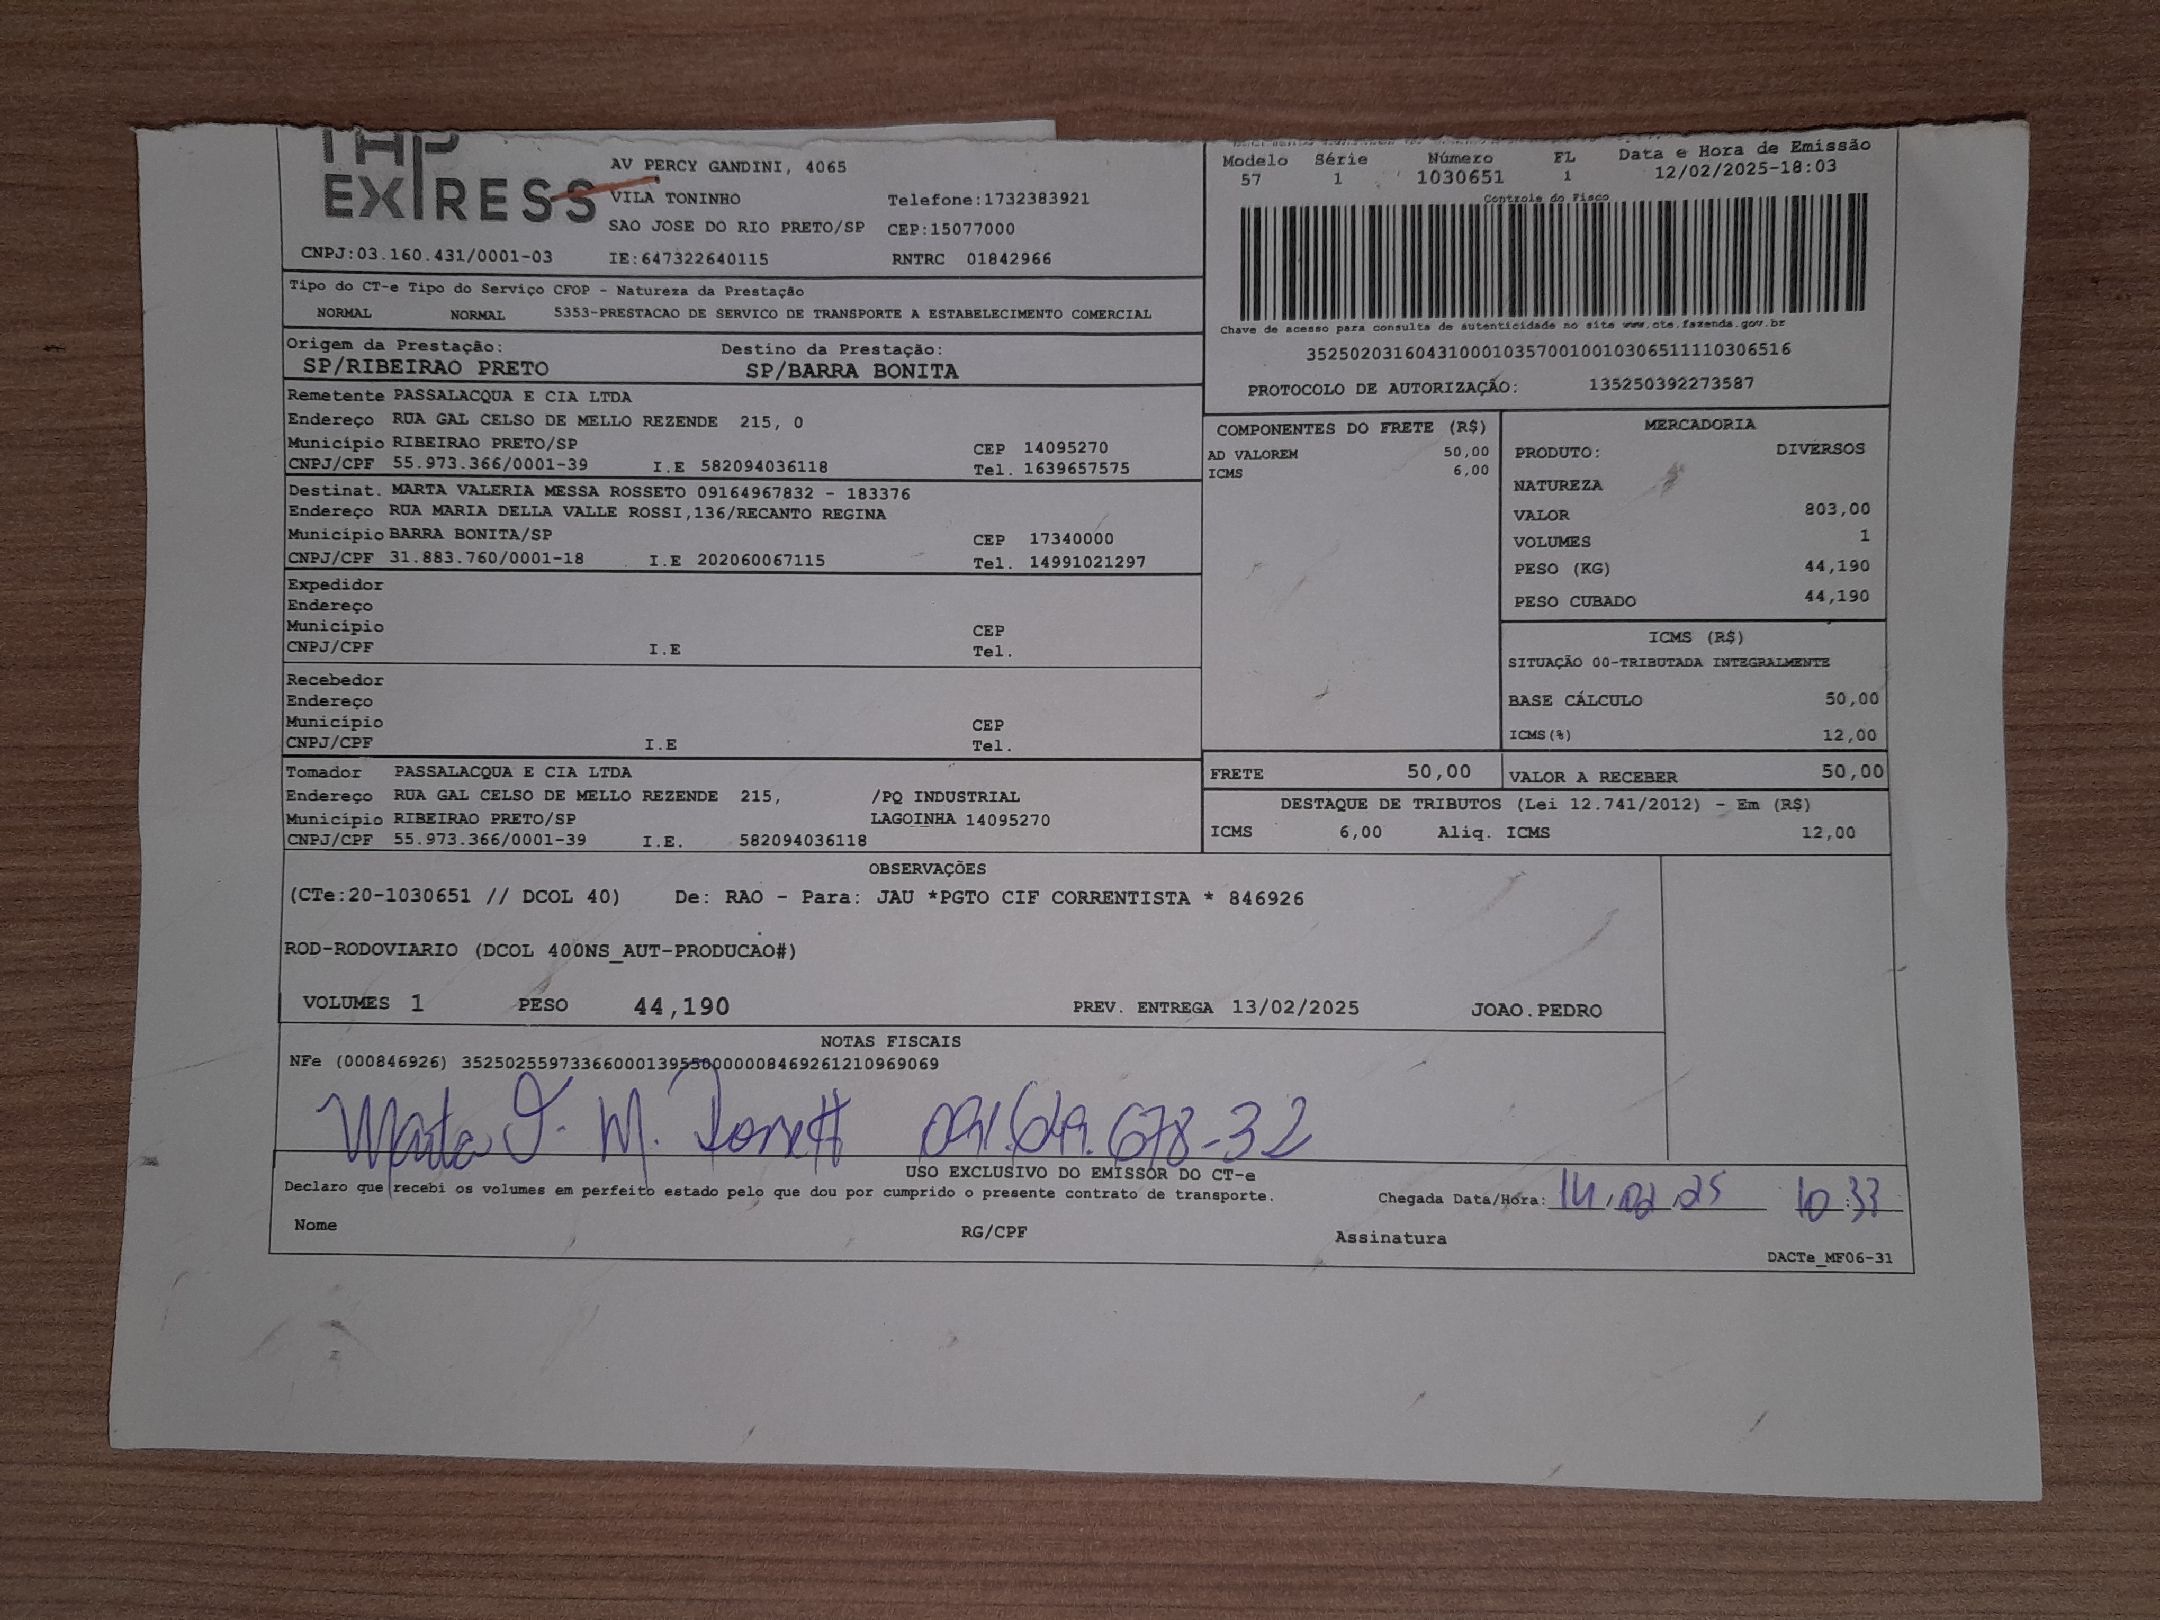 TAP
EXPRESS
AV PERCY GANDINI, 4065
VILA TONINHO Telefone:1732383921
SAO JOSE DO RIO PRETO/SP CEP:15077000
CNPJ:03.160.431/0001-03 IE:647322640115 RNTRC 01842966
Modelo Série Número FL Data e Hora de Emissão
57 1 1030651 1 12/02/2025-18:03
Controle do Fisco
Chave de acesso para consulta de autenticidade no site www.cte.fazenda.gov.br
35250203160431000103570010010306511110306516
PROTOCOLO DE AUTORIZAÇÃO: 135250392273587
Tipo do CT-e Tipo do Serviço CFOP - Natureza da Prestação
NORMAL NORMAL 5353-PRESTACAO DE SERVICO DE TRANSPORTE A ESTABELECIMENTO COMERCIAL
Origem da Prestação: Destino da Prestação:
SP/RIBEIRAO PRETO SP/BARRA BONITA
Remetente PASSALACQUA E CIA LTDA
Endereço RUA GAL CELSO DE MELLO REZENDE 215, 0
Município RIBEIRAO PRETO/SP CEP 14095270
CNPJ/CPF 55.973.366/0001-39 I.E 582094036118 Tel. 1639657575
Destinat. MARTA VALERIA MESSA ROSSETO 09164967832 - 183376
Endereço RUA MARIA DELLA VALLE ROSSI,136/RECANTO REGINA
Município BARRA BONITA/SP CEP 17340000
CNPJ/CPF 31.883.760/0001-18 I.E 202060067115 Tel. 14991021297
Expedidor
Endereço
Município CEP
CNPJ/CPF I.E Tel.
Recebedor
Endereço
Município CEP
CNPJ/CPF I.E Tel.
Tomador PASSALACQUA E CIA LTDA
Endereço RUA GAL CELSO DE MELLO REZENDE 215, /PQ INDUSTRIAL
Município RIBEIRAO PRETO/SP LAGOINHA 14095270
CNPJ/CPF 55.973.366/0001-39 I.E. 582094036118
COMPONENTES DO FRETE (R$)
AD VALOREM 50,00
ICMS 6,00
MERCADORIA
PRODUTO: DIVERSOS
NATUREZA
VALOR 803,00
VOLUMES 1
PESO (KG) 44,190
PESO CUBADO 44,190
ICMS (R$)
SITUAÇÃO 00-TRIBUTADA INTEGRALMENTE
BASE CÁLCULO 50,00
ICMS(%) 12,00
FRETE 50,00 VALOR A RECEBER 50,00
DESTAQUE DE TRIBUTOS (Lei 12.741/2012) - Em (R$)
ICMS 6,00 Aliq. ICMS 12,00
OBSERVAÇÕES
(CTe:20-1030651 // DCOL 40) De: RAO - Para: JAU *PGTO CIF CORRENTISTA * 846926
ROD-RODOVIARIO (DCOL 400NS_AUT-PRODUCAO#)
VOLUMES 1 PESO 44,190 PREV. ENTREGA 13/02/2025 JOAO.PEDRO
NOTAS FISCAIS
NFe (000846926) 35250255973366000139550000008469261210969069
Marta V. M. 091.649.678-32
USO EXCLUSIVO DO EMISSOR DO CT-e
Declaro que recebi os volumes em perfeito estado pelo que dou por cumprido o presente contrato de transporte. Chegada Data/Hora: 14.02.25 10:33
Nome RG/CPF Assinatura
DACTe_MF06-31